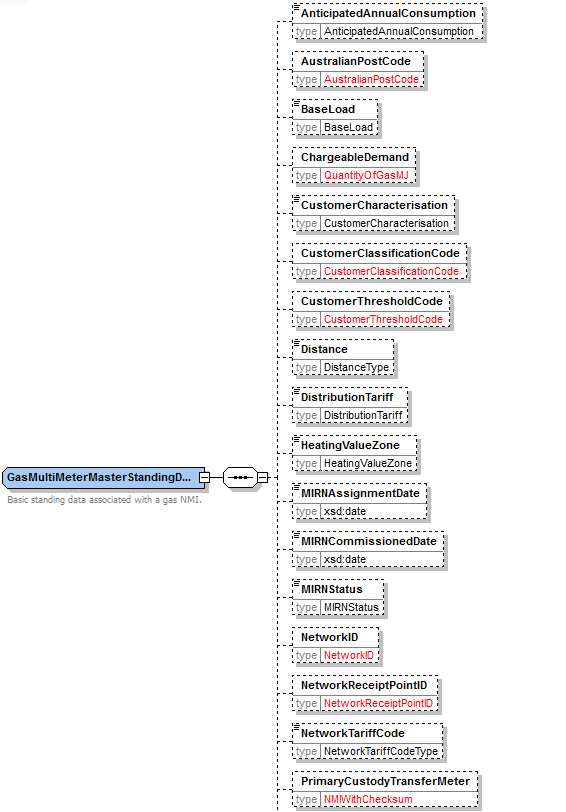 AnticipatedAnnualConsumption
type AnticipatedAnnualConsumption
AustralianPostCode
type AustralianPostCode
BaseLoad
type BaseLoad
ChargeableDemand
type QuantityOfGasMJ
CustomerCharacterisation
type CustomerCharacterisation
CustomerClassificationCode
type CustomerClassificationCode
CustomerThresholdCode
type CustomerThresholdCode
Distance
type DistanceType
DistributionTariff
type DistributionTariff
HeatingValueZone
type HeatingValueZone
GasMultiMeterMasterStandingD...
Basic standing data associated with a gas NMI.
MIRNAssignmentDate
type xsd:date
MIRNCommissionedDate
type xsd:date
MIRNStatus
type MIRNStatus
NetworkID
type NetworkID
NetworkReceiptPointID
type NetworkReceiptPointID
NetworkTariffCode
type NetworkTariffCodeType
PrimaryCustodyTransferMeter
type NMIWithChecksum